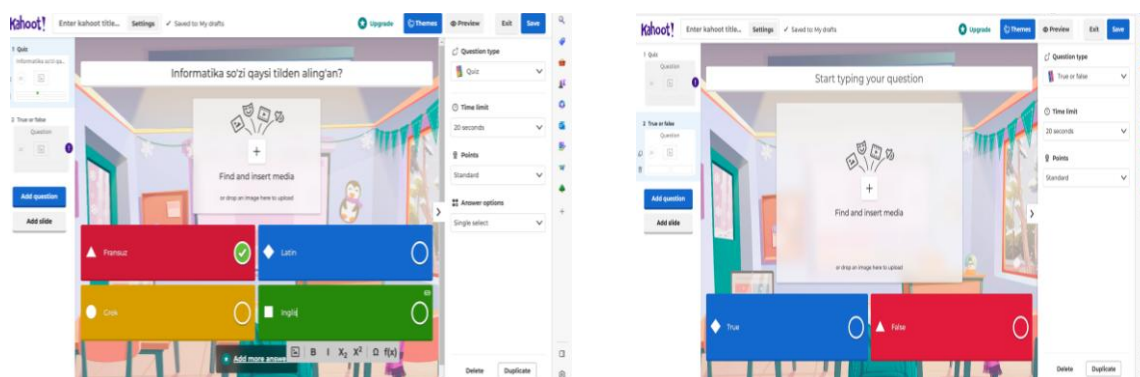 Kahoot! Enter kahoot title... Settings ✓ Saved to: My drafts Upgrade Themes Preview Exit Save
1 Quiz
Informatika so'zi qa...
2 True or false
Question
Add question
Add slide
Informatika so'zi qaysi tilden aling'an?
Find and insert media
or drop an image here to upload
Fransuz
Latin
Grek
Inglis
Add more answers
B I X₂ X² Ω f(x)
Question type
Quiz
Time limit
20 seconds
Points
Standard
Answer options
Single select
Delete Duplicate
Kahoot! Enter kahoot title... Settings ✓ Saved to: My drafts Upgrade Themes Preview Exit Save
1 Quiz
Question
2 True or false
Question
Add question
Add slide
Start typing your question
Find and insert media
or drop an image here to upload
True
False
Question type
True or false
Time limit
20 seconds
Points
Standard
Delete Duplicate